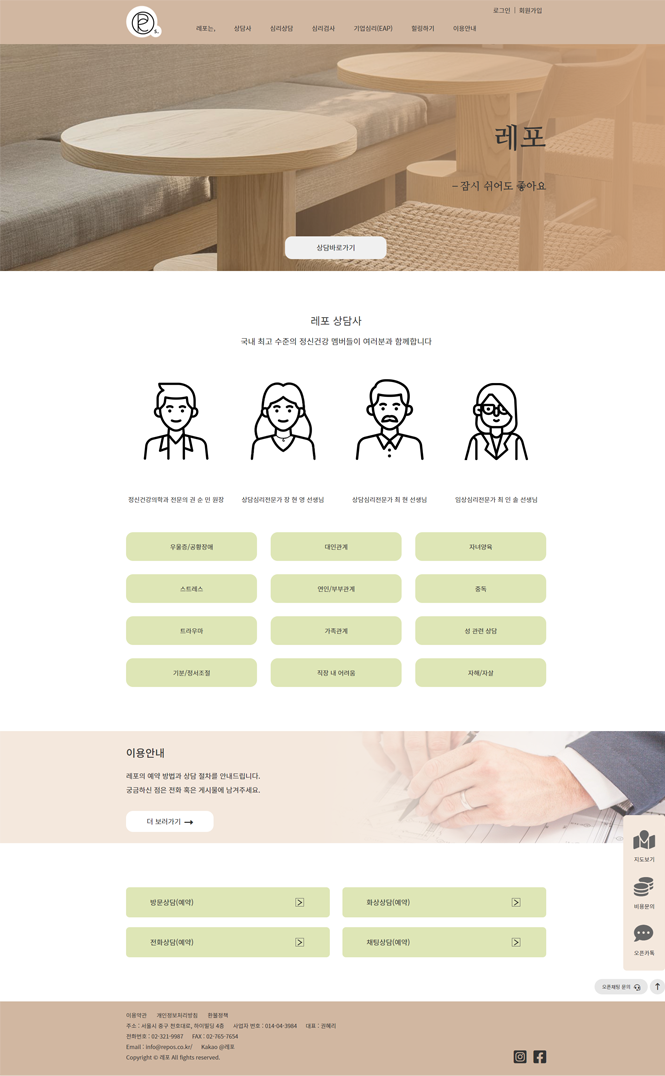 로그인 | 회원가입
레포는, 상담사 심리상담 심리검사 기업심리(EAP) 힐링하기 이용안내
레포
– 잠시 쉬어도 좋아요
상담바로가기
레포 상담사
국내 최고 수준의 정신건강 멤버들이 여러분과 함께합니다
정신건강의학과 전문의 권 순 민 원장 상담심리전문가 장 현 영 선생님 상담심리전문가 최 현 선생님 임상심리전문가 최 민 솔 선생님
우울증/공황장애 대인관계 자녀양육
스트레스 연인/부부관계 중독
트라우마 가족관계 성 관련 상담
기분/정서조절 직장 내 어려움 자해/자살
이용안내
레포의 예약 방법과 상담 절차를 안내드립니다.
궁금하신 점은 전화 혹은 게시물에 남겨주세요.
더 보러가기
지도보기
비용문의
오픈카톡
방문상담(예약) 화상상담(예약)
전화상담(예약) 채팅상담(예약)
오픈채팅 문의
이용약관 개인정보처리방침 환불정책
주소 : 서울시 중구 천호대로, 하미빌딩 4층 사업자 번호 : 014-04-3984 대표 : 권혜리
전화번호 : 02-321-9987 FAX : 02-765-7654
Email : info@repos.co.kr/ Kakao @레포
Copyright © 레포 All fights reserved.